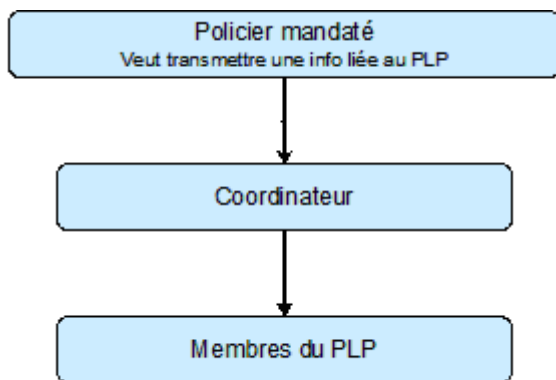 Policier mandaté
Veut transmettre une info liée au PLP
Coordinateur
Membres du PLP